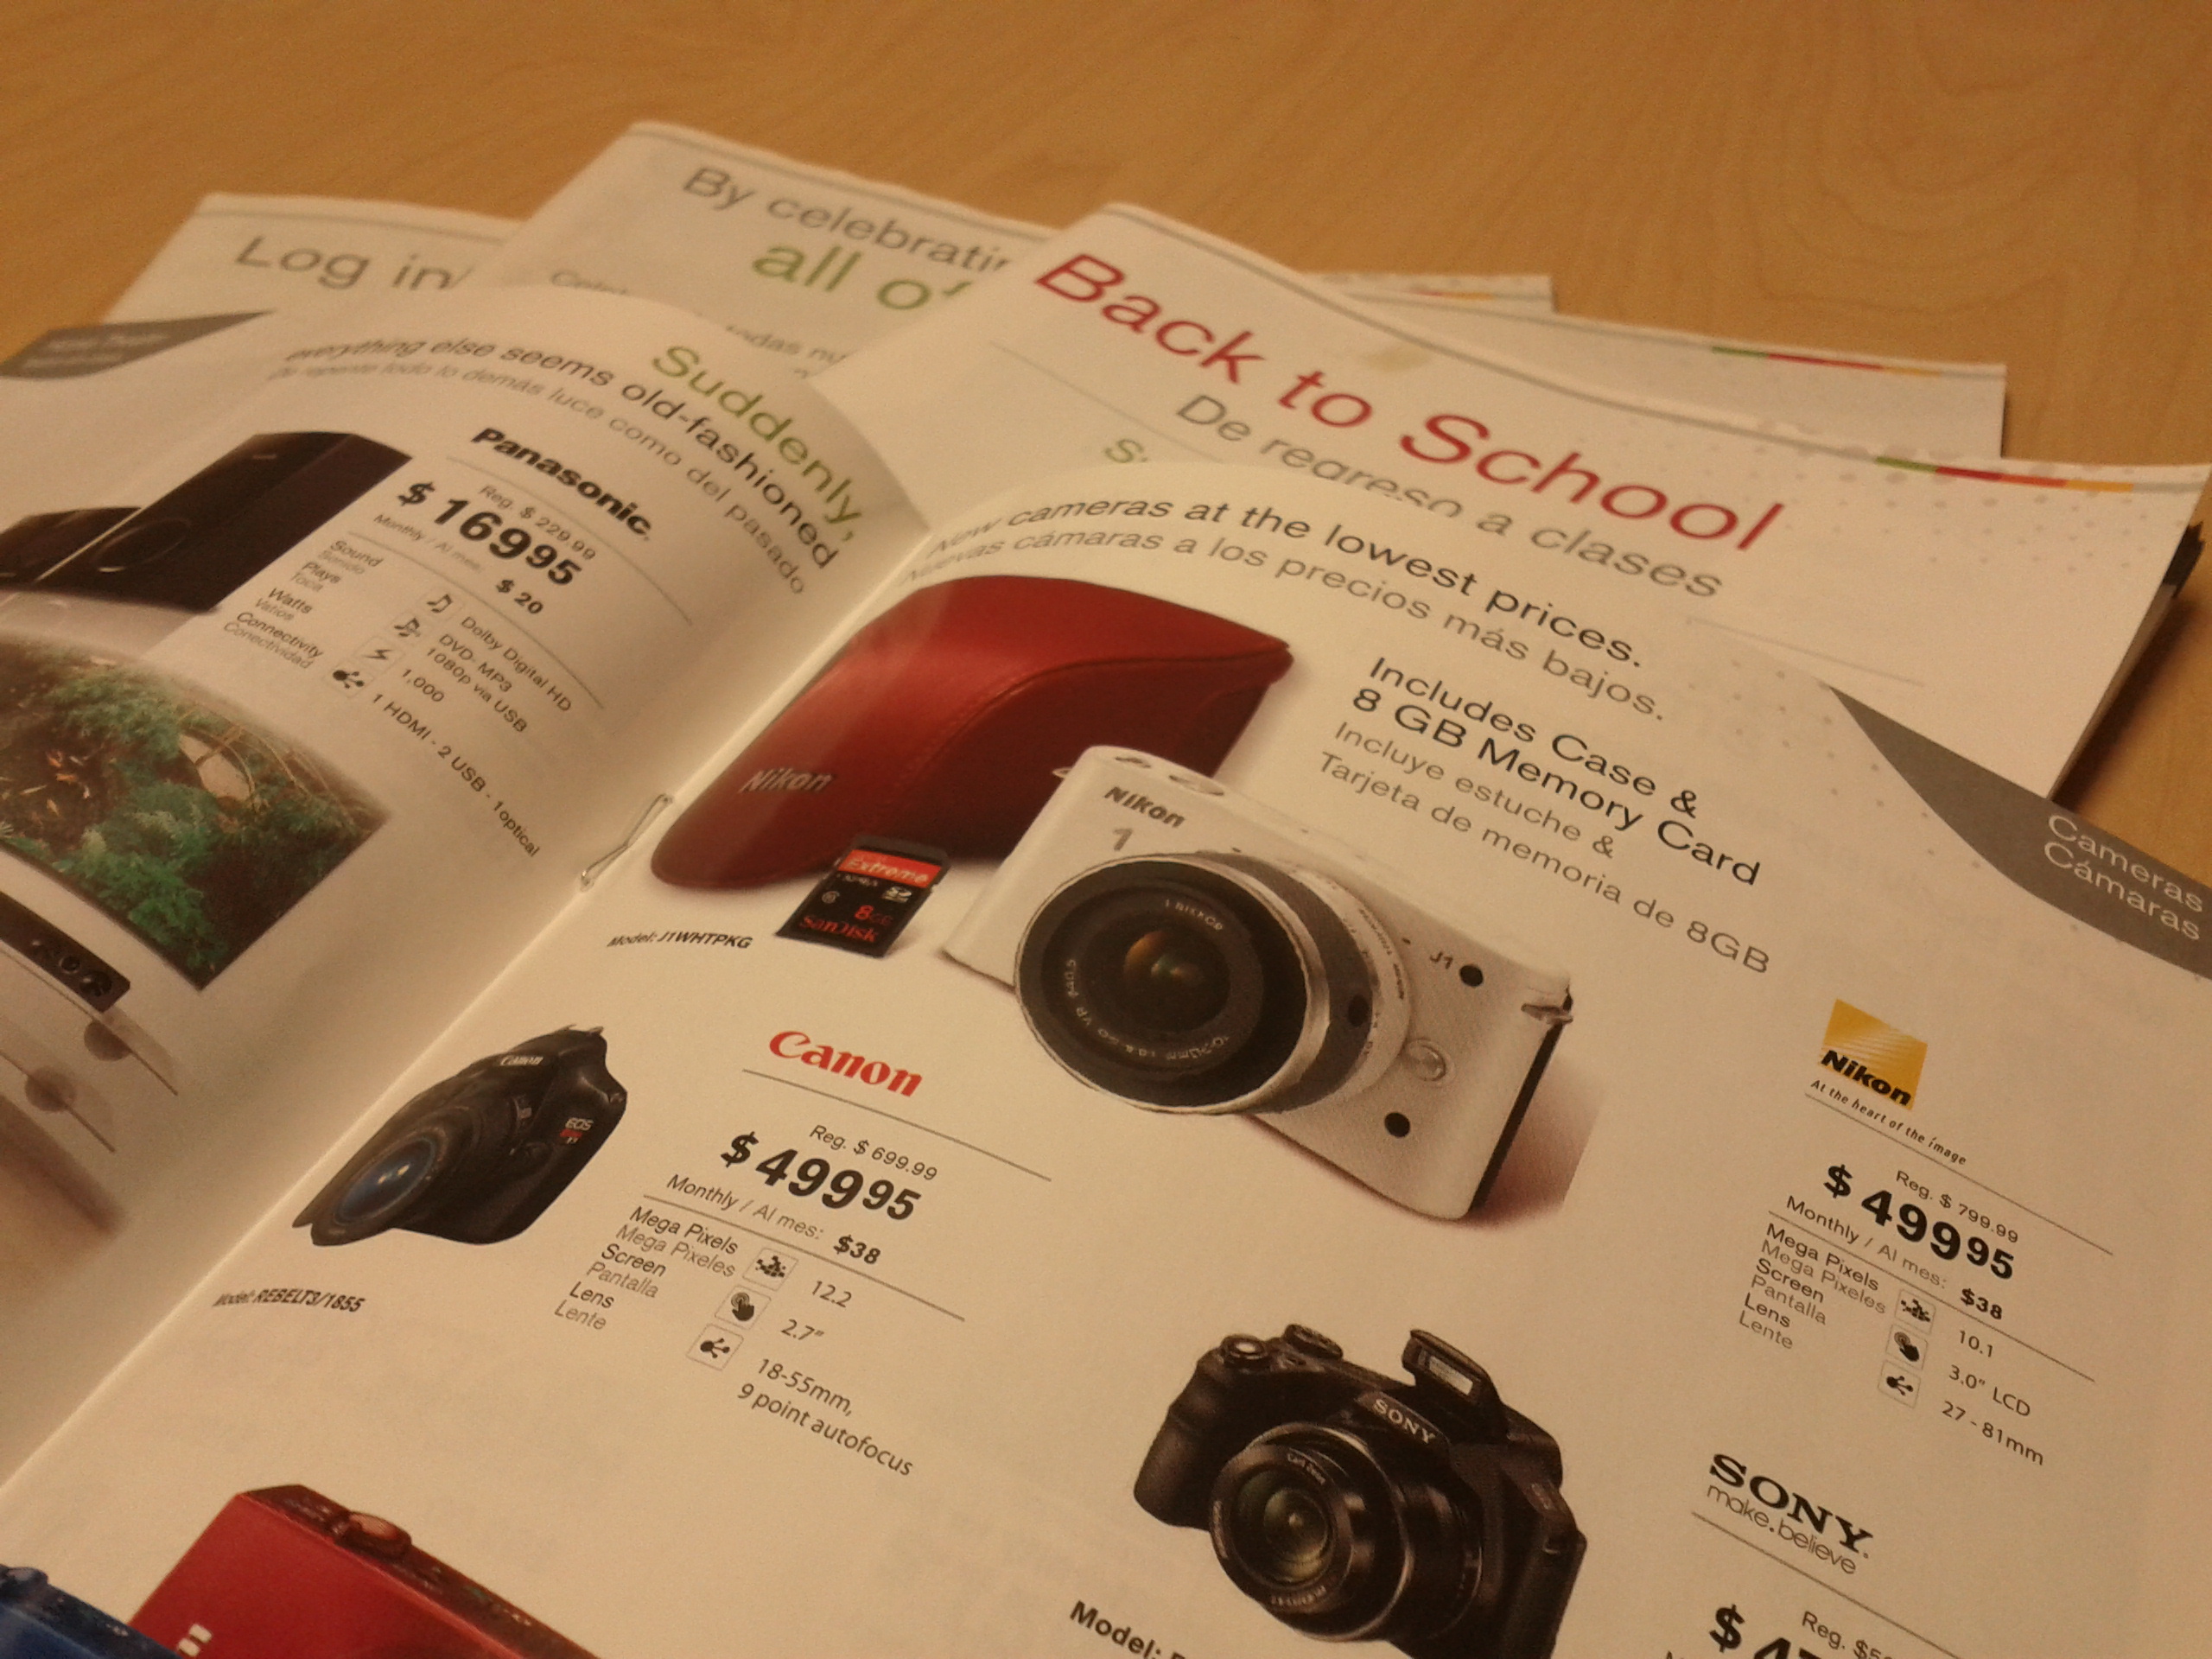 Log in
By celebratin
all o
Back to School
De regreso a clases
Suddenly,
everything else seems old-fashioned
De repente todo lo demás luce como del pasado
Panasonic
Reg. $ 229.99
$ 16995
Monthly / Al mes: $ 20
Sound
Sonido
Dolby Digital HD
Plays
Toca
DVD- MP3
1080p via USB
Watts
Vatios
1,000
Connectivity
Conectividad
1 HDMI - 2 USB - 1optical
New cameras at the lowest prices.
Nuevas cámaras a los precios más bajos.
Includes Case &
8 GB Memory Card
Incluye estuche &
Tarjeta de memoria de 8GB
Cameras
Cámaras
Nikon
Nikon
1
J1
Extreme
8GB
SanDisk
Model: J1WHTPKG
Canon
EOS
Model: REBELT3/1855
Canon
Reg. $ 699.99
$ 49995
Monthly / Al mes: $38
Mega Pixels
Mega Pixeles
12.2
Screen
Pantalla
2.7"
Lens
Lente
18-55mm,
9 point autofocus
Nikon
At the heart of the image
Reg. $ 799.99
$ 49995
Monthly / Al mes: $38
Mega Pixels
Mega Pixeles
10.1
Screen
Pantalla
3.0" LCD
Lens
Lente
27 - 81mm
SONY
Model:
SONY
make.believe
Reg. $5
$ 4